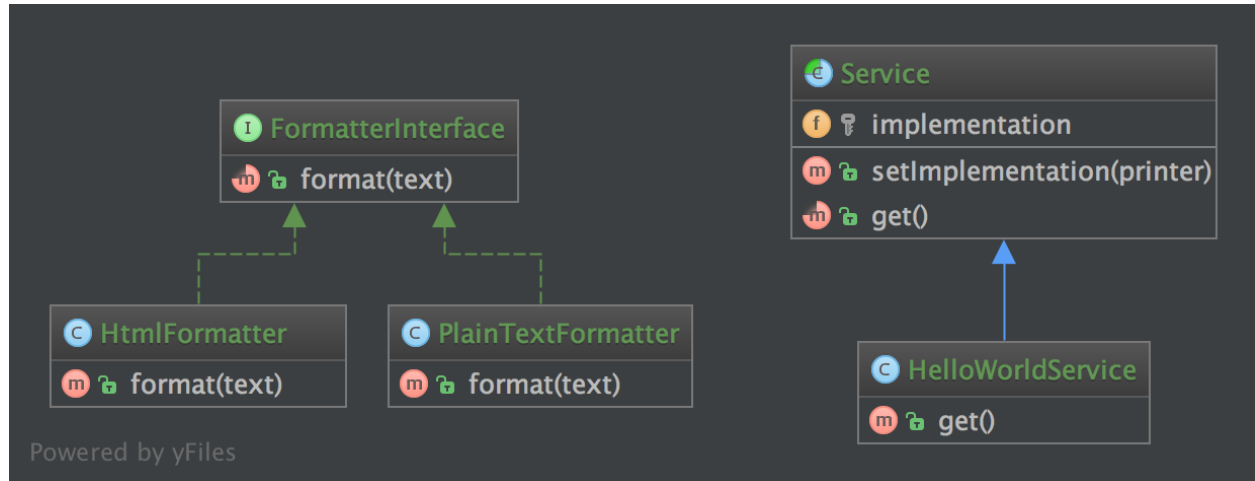 FormatterInterface
format(text)
HtmlFormatter
format(text)
PlainTextFormatter
format(text)
Service
implementation
setImplementation(printer)
get()
HelloWorldService
get()
Powered by yFiles